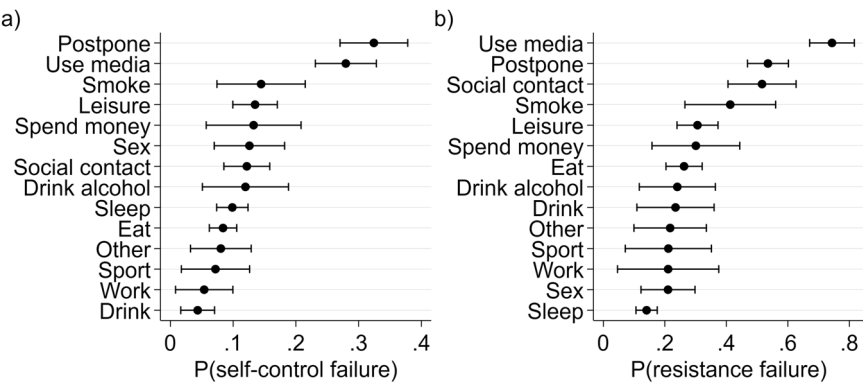 a)
Postpone
Use media
Smoke
Leisure
Spend money
Sex
Social contact
Drink alcohol
Sleep
Eat
Other
Sport
Work
Drink
0 .1 .2 .3 .4
P(self-control failure)
b)
Use media
Postpone
Social contact
Smoke
Leisure
Spend money
Eat
Drink alcohol
Drink
Other
Sport
Work
Sex
Sleep
0 .2 .4 .6 .8
P(resistance failure)